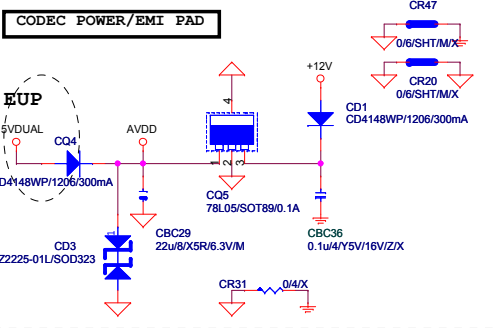 CODEC POWER/EMI PAD
CR47
0/6/SHT/M/X
CR20
0/6/SHT/M/X
+12V
CD1
CD4148WP/1206/300mA
EUP
5VDUAL
CQ4
CD4148WP/1206/300mA
AVDD
4
1 2 3
CQ5
78L05/SOT89/0.1A
CBC29
22u/8/X5R/6.3V/M
CBC36
0.1u/4/Y5V/16V/Z/X
1
CD3
Z2225-01L/SOD323
CR31
0/4/X